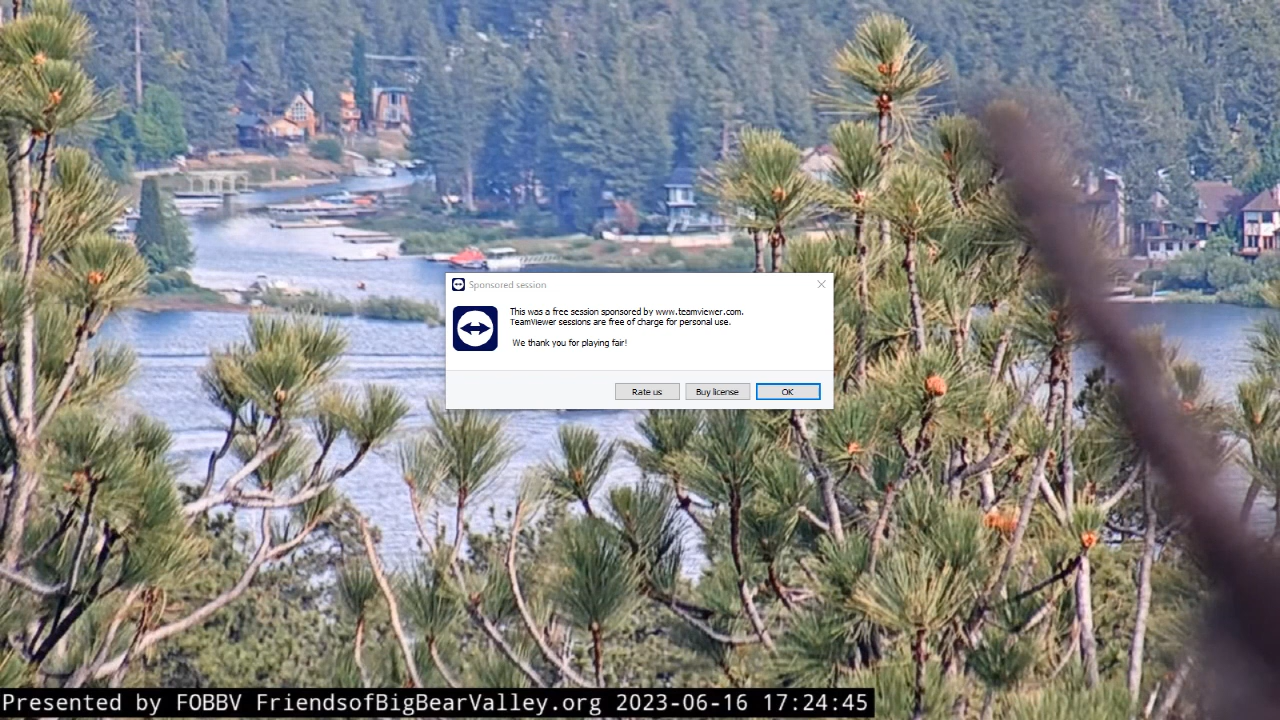 Sponsored session
This was a free session sponsored by www.teamviewer.com.
TeamViewer sessions are free of charge for personal use.
We thank you for playing fair!
Rate us
Buy license
OK
Presented by FOBBV FriendsofBigBearValley.org 2023-06-16 17:24:45